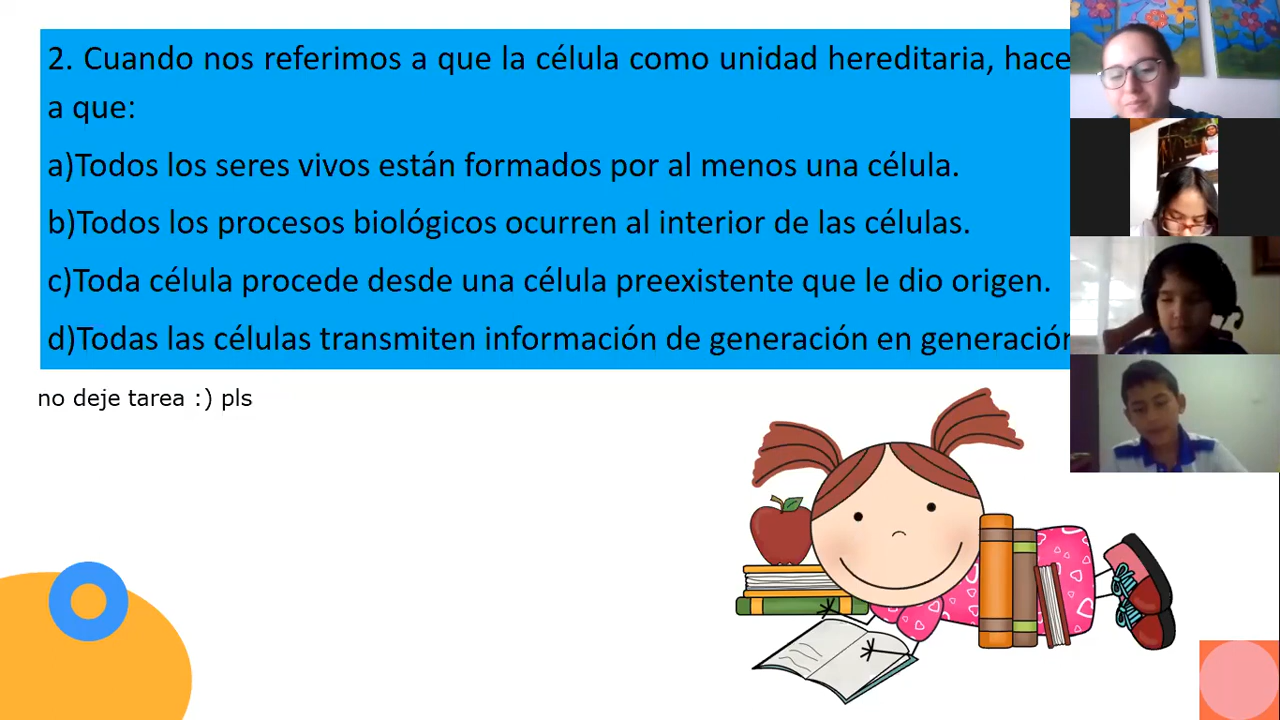 2. Cuando nos referimos a que la célula como unidad hereditaria, hace
a que:
a)Todos los seres vivos están formados por al menos una célula.
b)Todos los procesos biológicos ocurren al interior de las células.
c)Toda célula procede desde una célula preexistente que le dio origen.
d)Todas las células transmiten información de generación en generación
no deje tarea :) pls